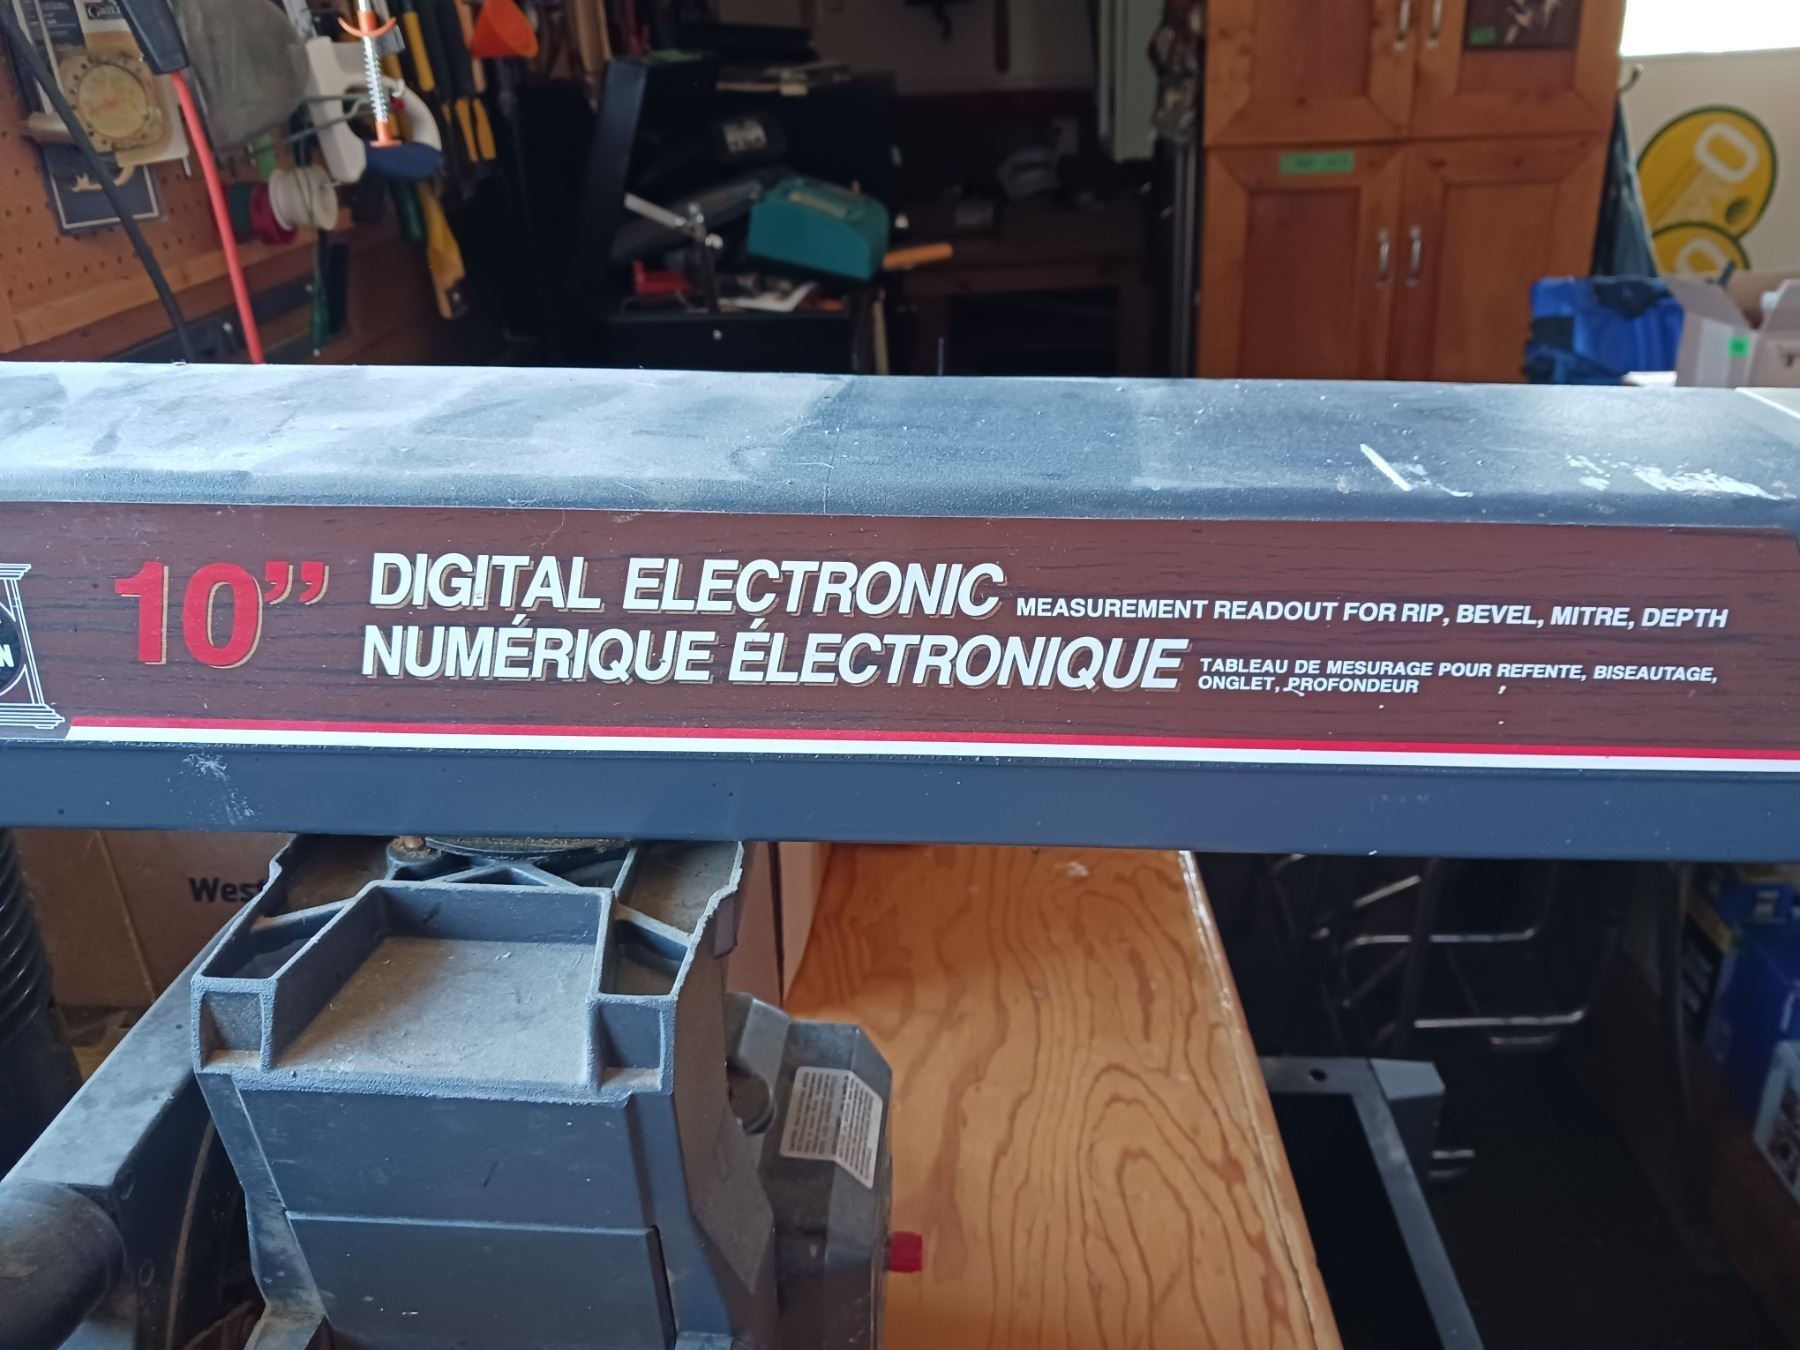 10” DIGITAL ELECTRONIC MEASUREMENT READOUT FOR RIP, BEVEL, MITRE, DEPTH
NUMÉRIQUE ÉLECTRONIQUE TABLEAU DE MESURAGE POUR REFENTE, BISEAUTAGE,
ONGLET, PROFONDEUR
West